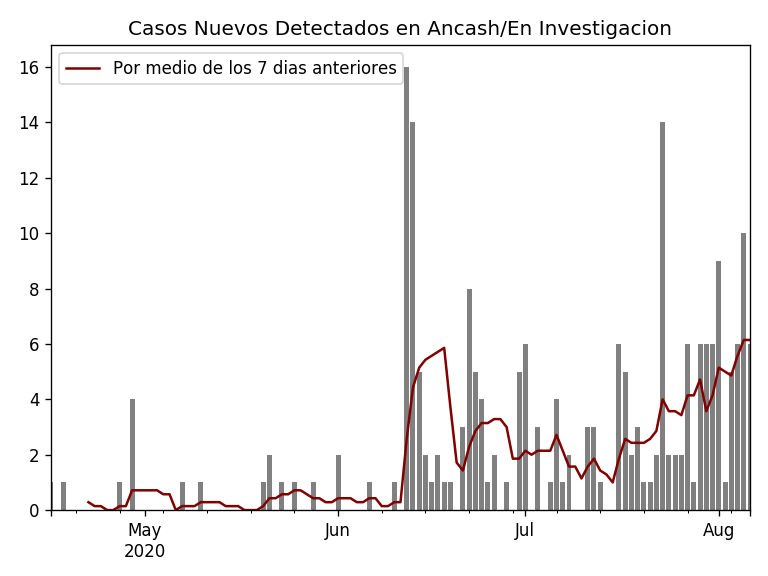 Casos Nuevos Detectados en Ancash/En Investigacion
Por medio de los 7 dias anteriores
16
14
12
10
8
6
4
2
0
May
2020
Jun
Jul
Aug